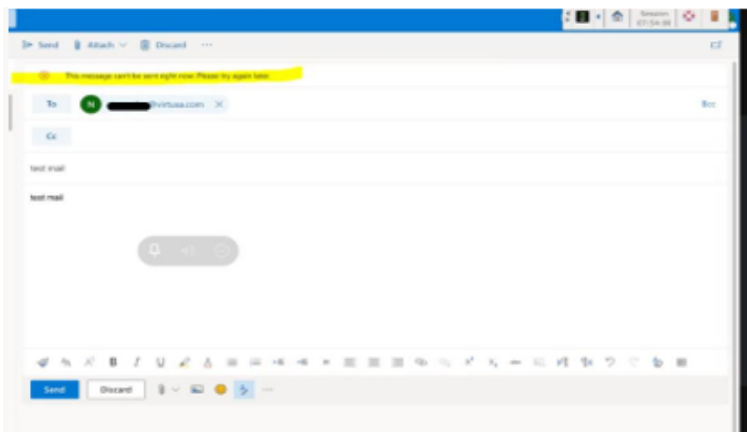 Session
Send Attach Discard
This message can't be sent right now. Please try again later.
To N @virtusa.com Bcc
Cc
test mail
test mail
B I U
Send Discard